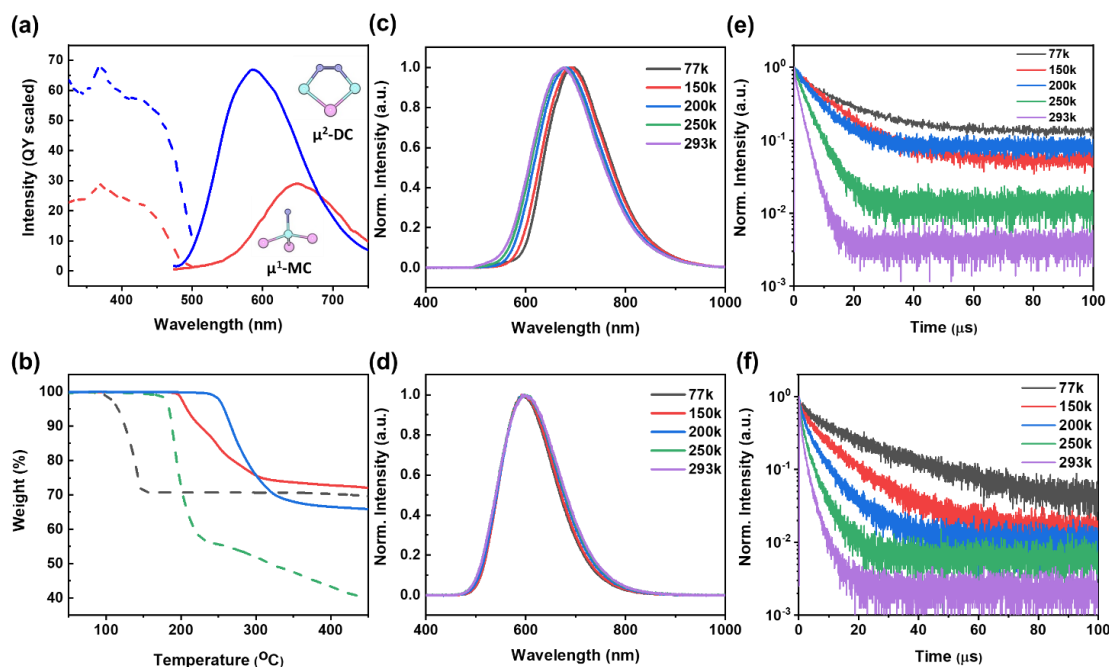 (a)
Intensity (QY scaled)
70
60
50
40
30
20
10
0
400
500
600
700
Wavelength (nm)
μ²-DC
μ¹-MC
(c)
Norm. Intensity (a.u.)
1.0
0.8
0.6
0.4
0.2
0.0
400
600
800
1000
Wavelength (nm)
77k
150k
200k
250k
293k
(e)
Norm. Intensity (a.u.)
10⁰
10⁻¹
10⁻²
10⁻³
0
20
40
60
80
100
Time (μs)
77k
150k
200k
250k
293k
(b)
Weight (%)
100
90
80
70
60
50
40
100
200
300
400
Temperature (ᴼC)
(d)
Norm. Intensity (a.u.)
1.0
0.8
0.6
0.4
0.2
0.0
400
600
800
1000
Wavelength (nm)
77k
150k
200k
250k
293k
(f)
Norm. Intensity (a.u.)
10⁰
10⁻¹
10⁻²
10⁻³
0
20
40
60
80
100
Time (μs)
77k
150k
200k
250k
293k